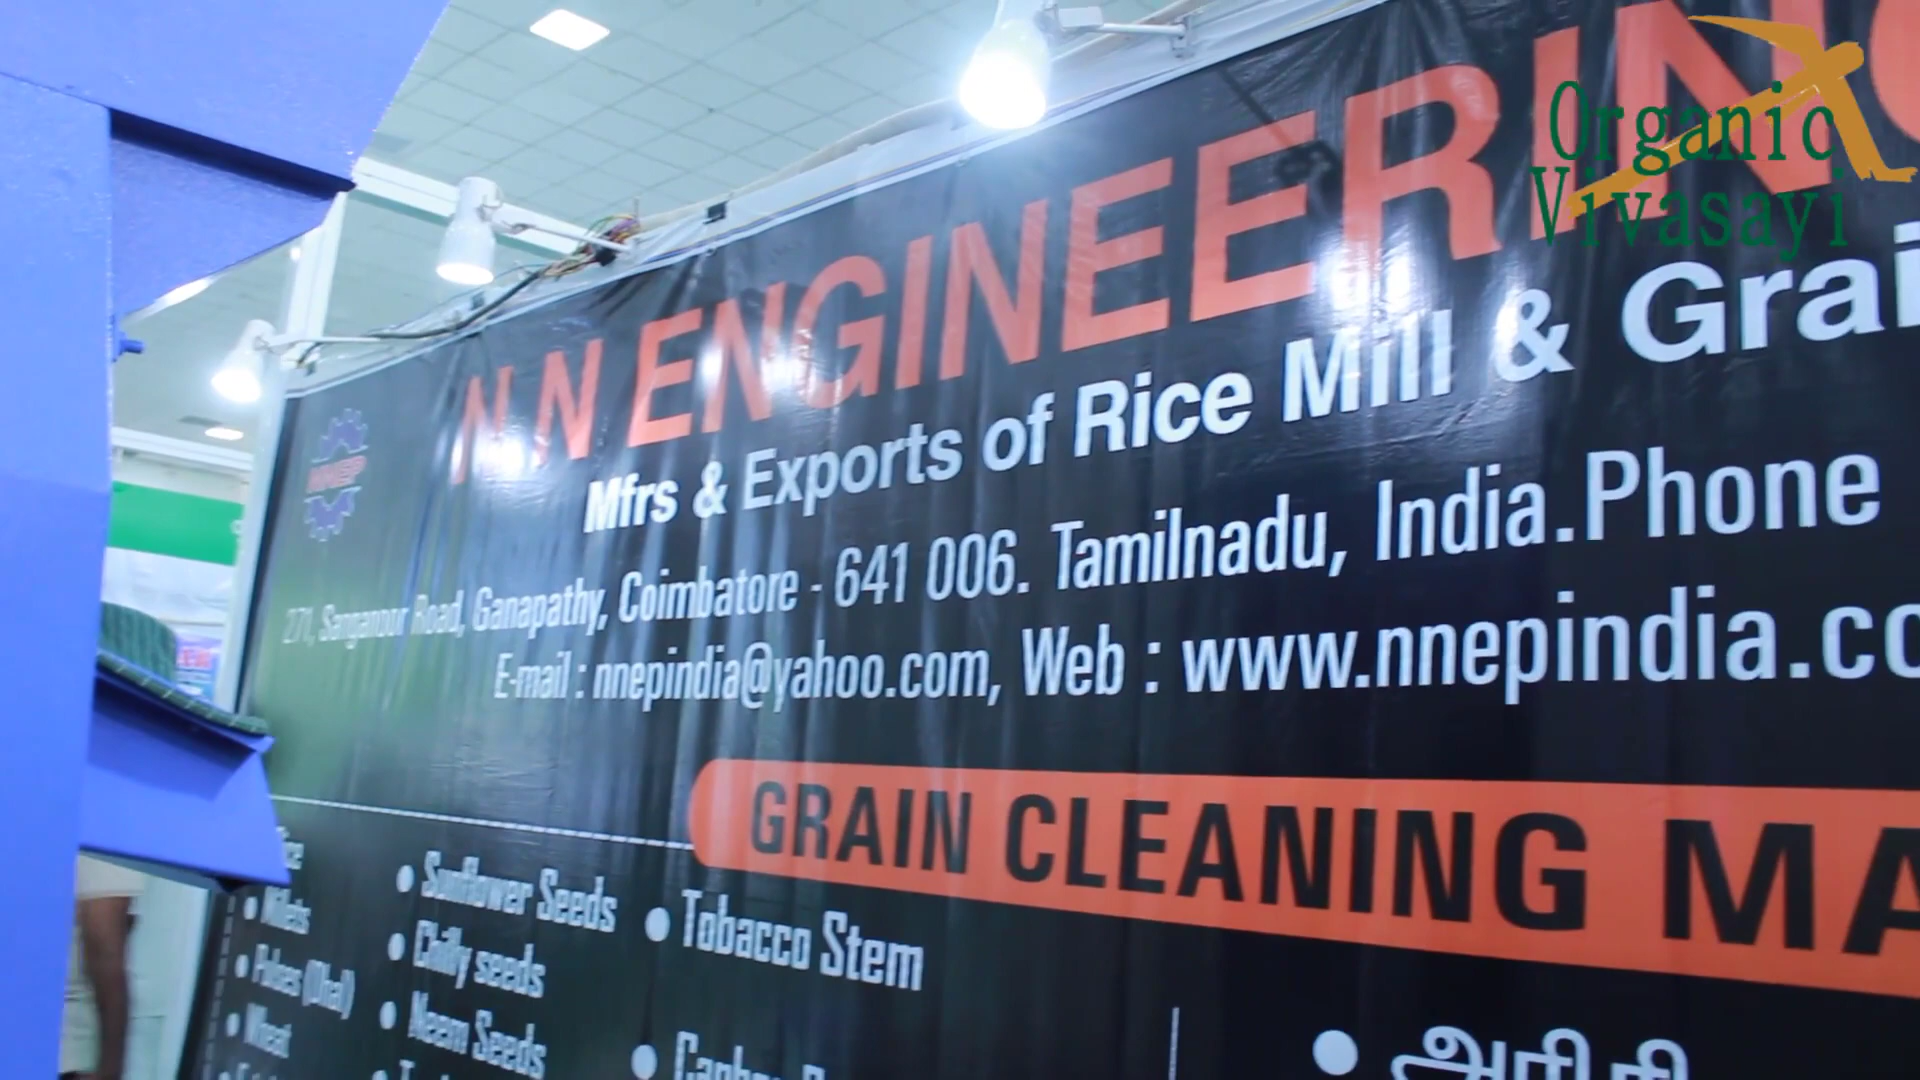 Organic
Vivasayi
N N ENGINEERING
Mfrs & Exports of Rice Mill & Grai
NNEP
271, Sanganoor Road, Ganapathy, Coimbatore - 641 006. Tamilnadu, India.Phone
E-mail : nnepindia@yahoo.com, Web : www.nnepindia.co
GRAIN CLEANING MA
• Millets
• Pulses (Dhal)
• Wheat
• Sunflower Seeds
• Chilly seeds
• Neem Seeds
• Tobacco Stem
• அரிசி